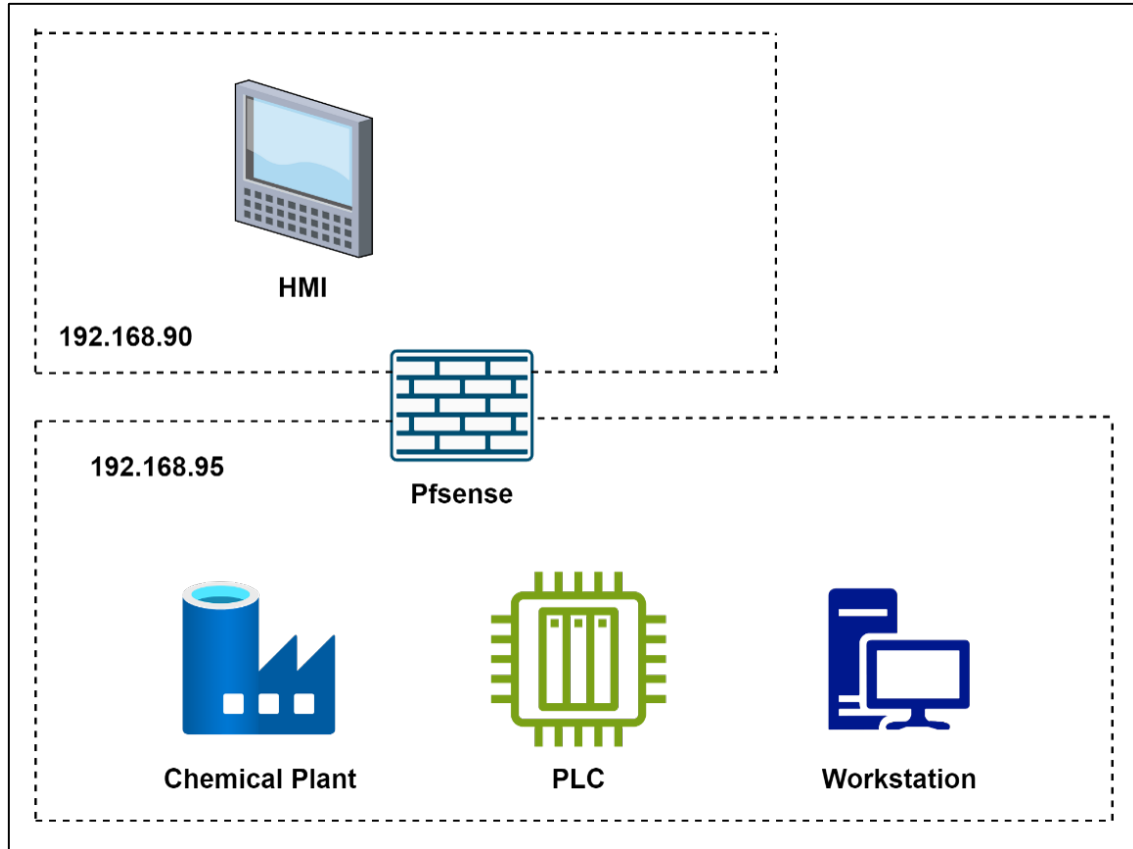 HMI
192.168.90
192.168.95
Pfsense
Chemical Plant
PLC
Workstation